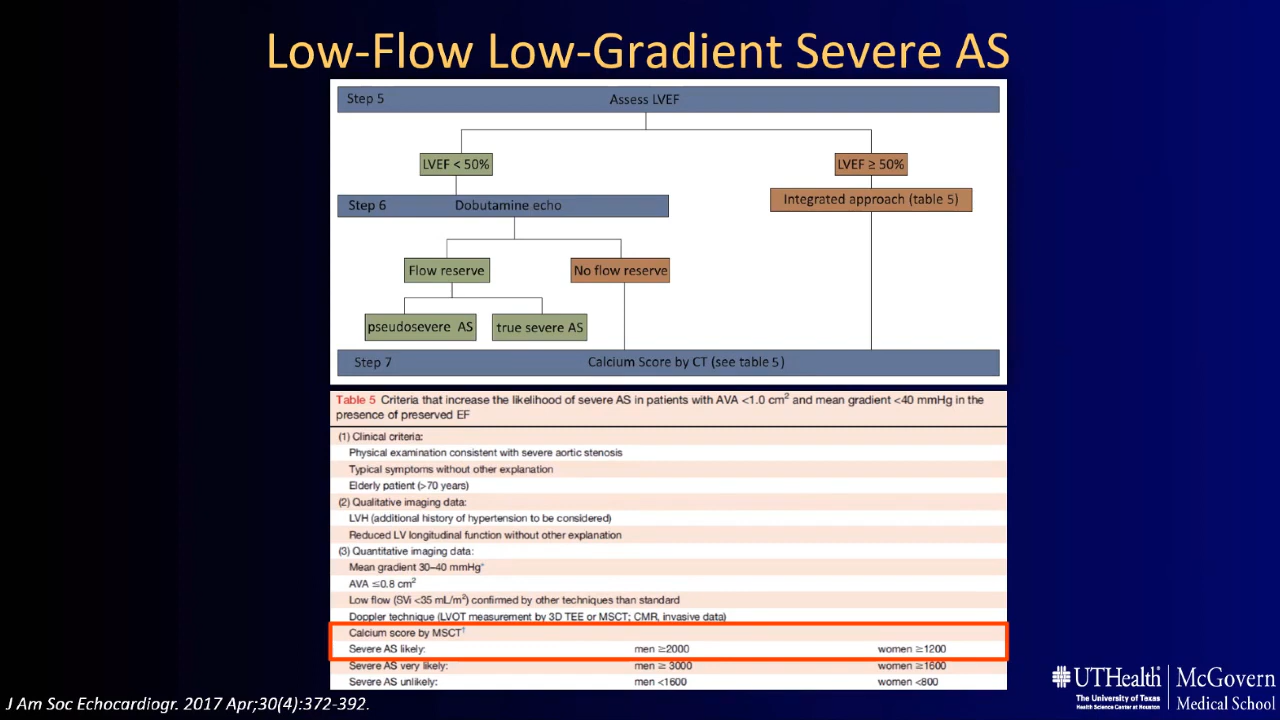 Low-Flow Low-Gradient Severe AS
Step 5 Assess LVEF
LVEF < 50% LVEF ≥ 50%
Step 6 Dobutamine echo Integrated approach (table 5)
Flow reserve No flow reserve
pseudosevere AS true severe AS
Step 7 Calcium Score by CT (see table 5)
Table 5 Criteria that increase the likelihood of severe AS in patients with AVA <1.0 cm² and mean gradient <40 mmHg in the
presence of preserved EF
(1) Clinical criteria:
Physical examination consistent with severe aortic stenosis
Typical symptoms without other explanation
Elderly patient (>70 years)
(2) Qualitative imaging data:
LVH (additional history of hypertension to be considered)
Reduced LV longitudinal function without other explanation
(3) Quantitative imaging data:
Mean gradient 30–40 mmHg*
AVA ≤0.8 cm²
Low flow (SVi <35 mL/m²) confirmed by other techniques than standard
Doppler technique (LVOT measurement by 3D TEE or MSCT; CMR, invasive data)
Calcium score by MSCT†
Severe AS likely: men ≥2000 women ≥1200
Severe AS very likely: men ≥ 3000 women ≥1600
Severe AS unlikely: men <1600 women <800
J Am Soc Echocardiogr. 2017 Apr;30(4):372-392.
UTHealth
The University of Texas
Health Science Center at Houston
McGovern
Medical School